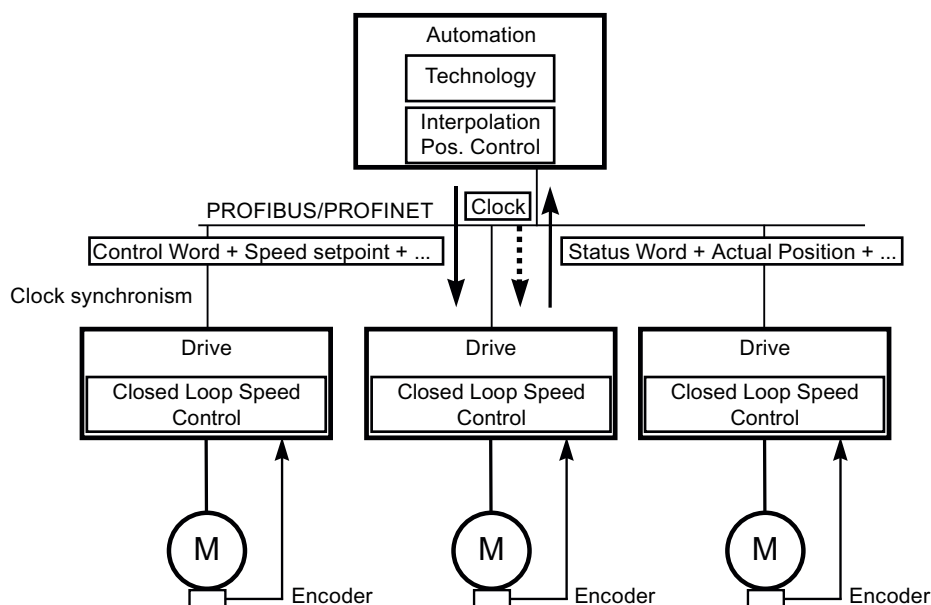 Automation
Technology
Interpolation
Pos. Control
PROFIBUS/PROFINET
Clock
Control Word + Speed setpoint + ...
Status Word + Actual Position + ...
Clock synchronism
Drive
Closed Loop Speed
Control
Drive
Closed Loop Speed
Control
Drive
Closed Loop Speed
Control
M
M
M
Encoder
Encoder
Encoder